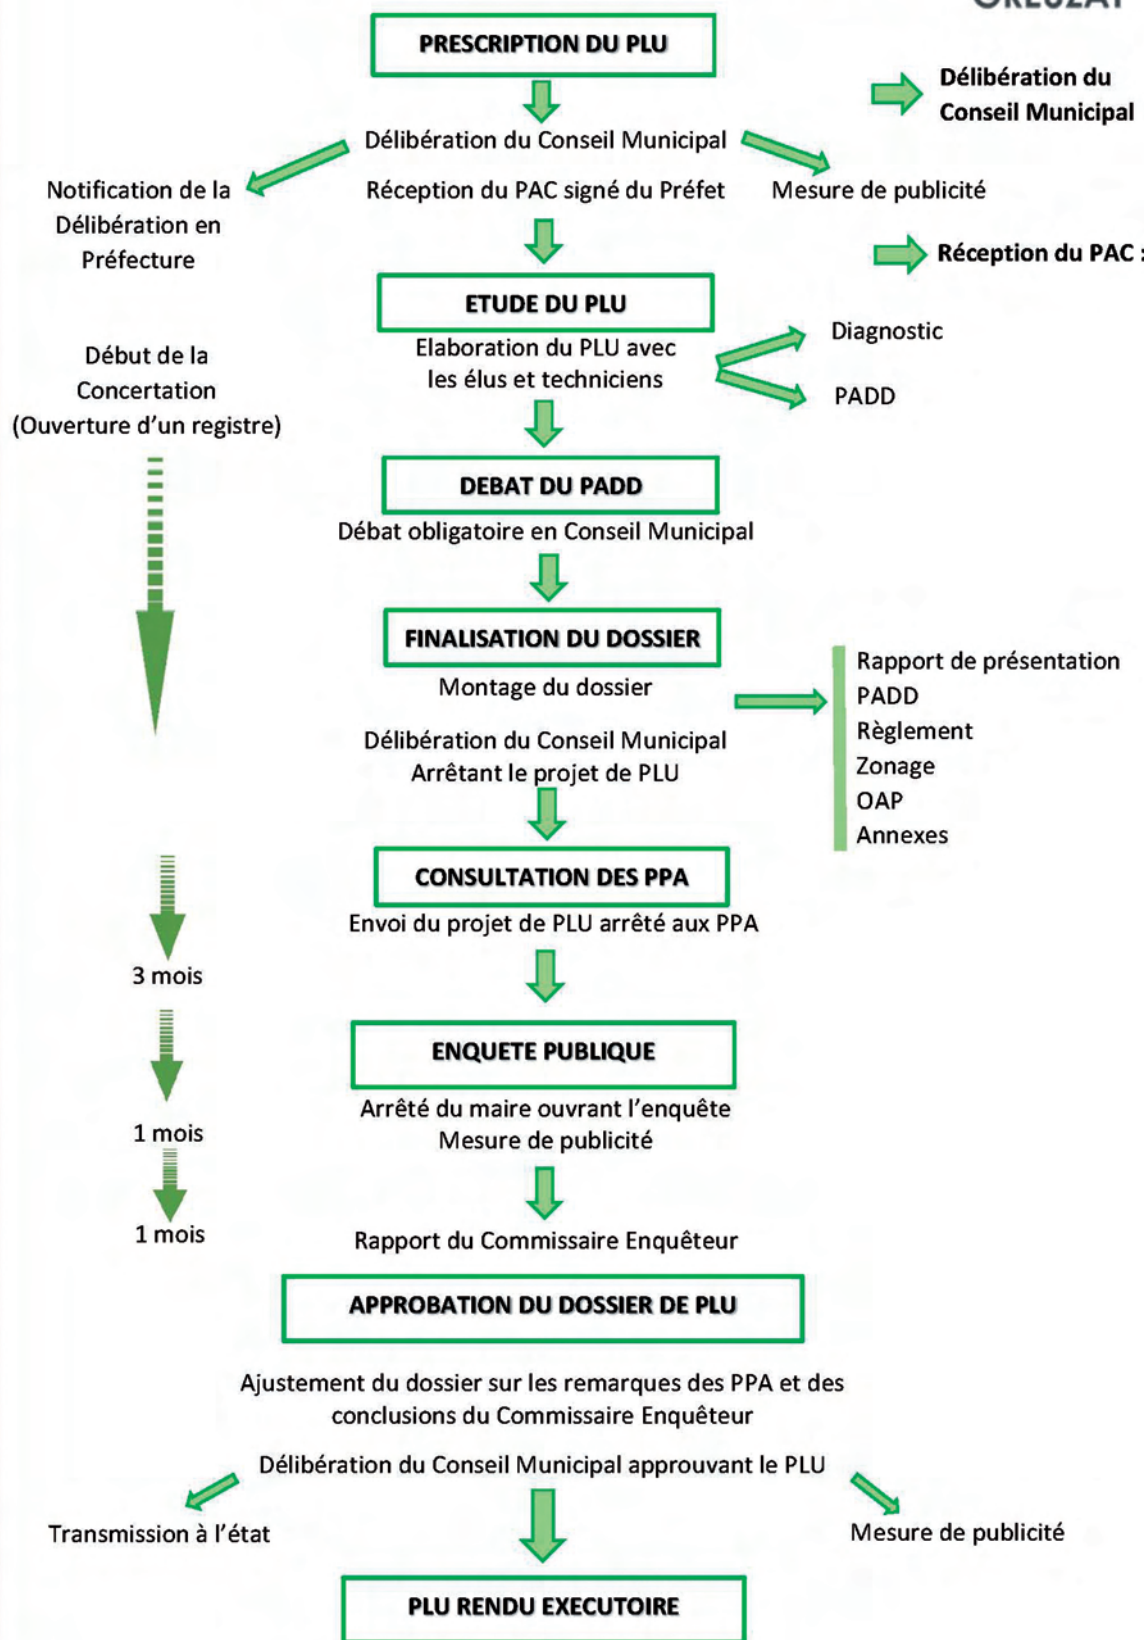 PRESCRIPTION DU PLU
Délibération du
Conseil Municipal
Délibération du Conseil Municipal
Notification de la
Délibération en
Préfecture
Réception du PAC signé du Préfet
Mesure de publicité
Réception du PAC :
ETUDE DU PLU
Elaboration du PLU avec
les élus et techniciens
Diagnostic
PADD
Début de la
Concertation
(Ouverture d'un registre)
DEBAT DU PADD
Débat obligatoire en Conseil Municipal
FINALISATION DU DOSSIER
Montage du dossier
Délibération du Conseil Municipal
Arrêtant le projet de PLU
Rapport de présentation
PADD
Règlement
Zonage
OAP
Annexes
CONSULTATION DES PPA
Envoi du projet de PLU arrêté aux PPA
3 mois
ENQUETE PUBLIQUE
Arrêté du maire ouvrant l'enquête
Mesure de publicité
1 mois
1 mois
Rapport du Commissaire Enquêteur
APPROBATION DU DOSSIER DE PLU
Ajustement du dossier sur les remarques des PPA et des
conclusions du Commissaire Enquêteur
Délibération du Conseil Municipal approuvant le PLU
Transmission à l'état
Mesure de publicité
PLU RENDU EXECUTOIRE